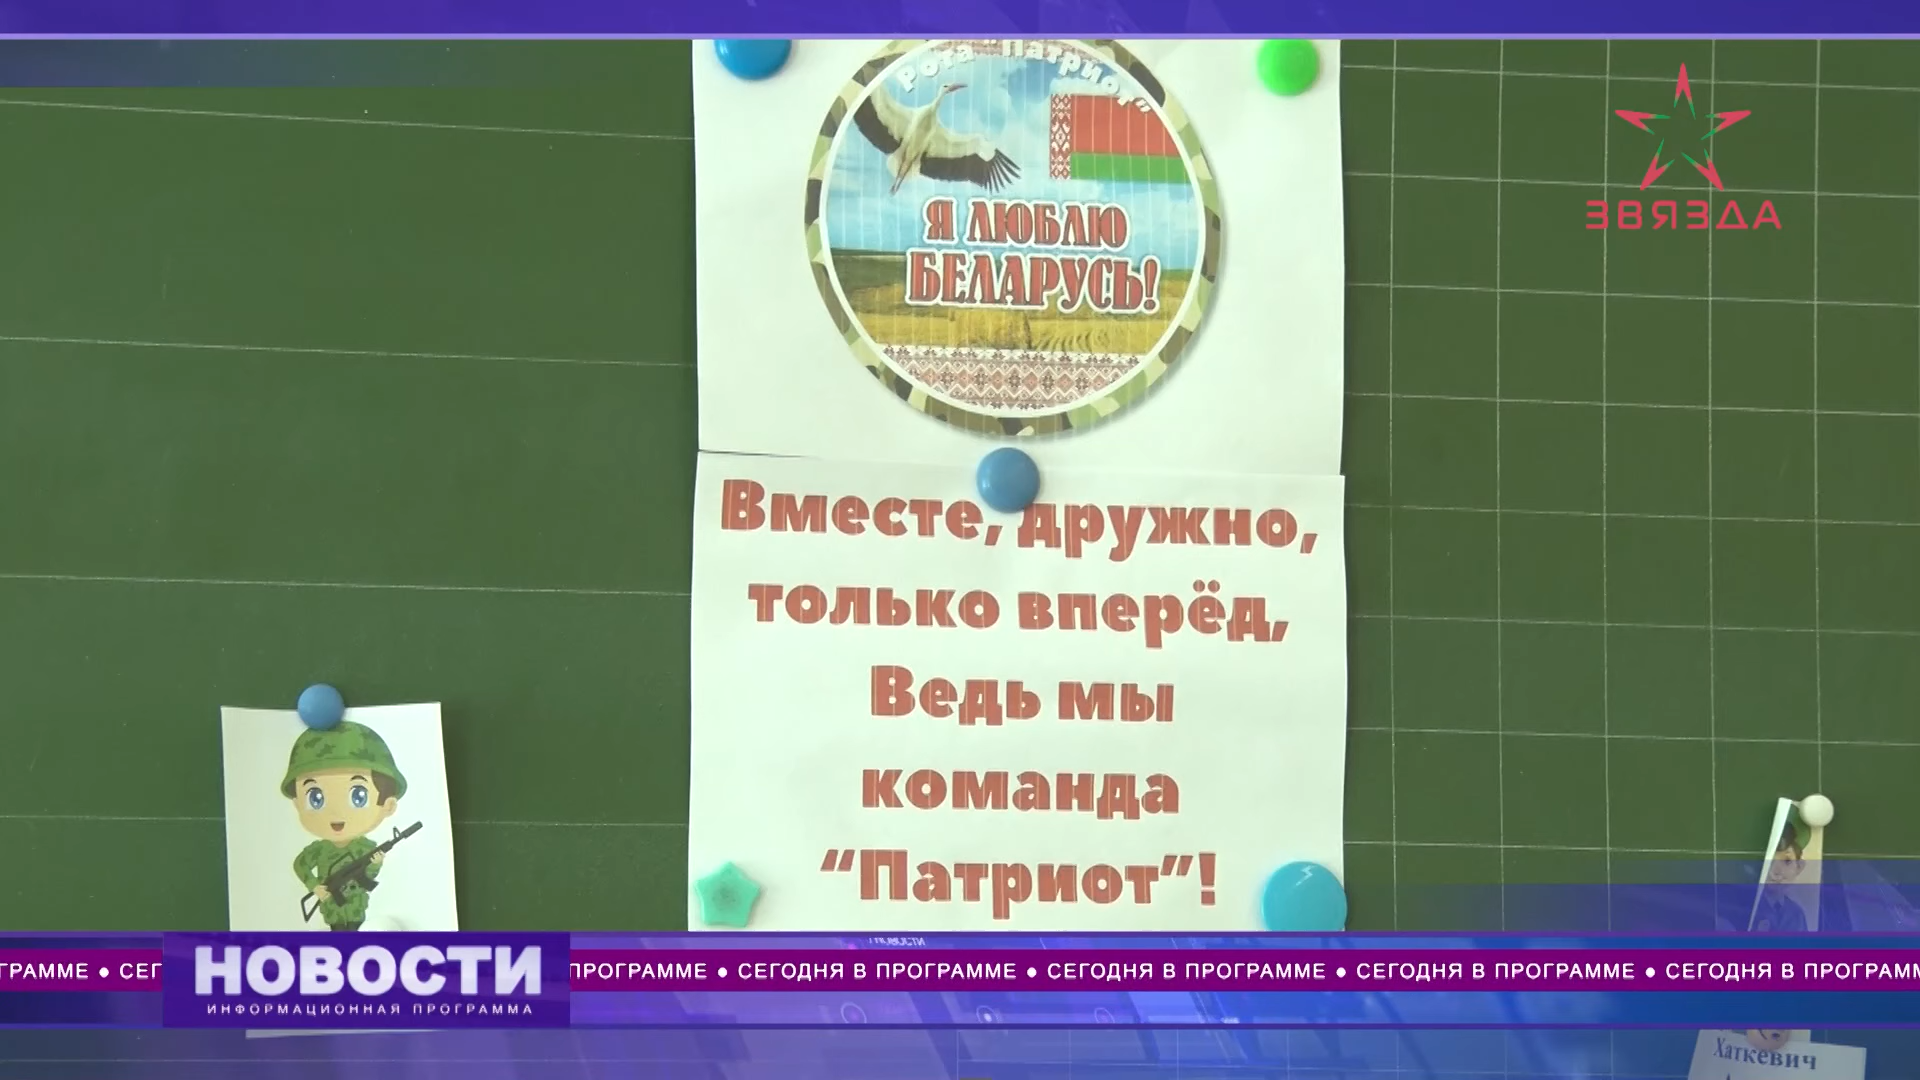 Рота "Патриот"
Я ЛЮБЛЮ
БЕЛАРУСЬ!
ЗВЯЗДА
Вместе, дружно,
только вперёд,
Ведь мы
команда
“Патриот”!
ГРАММЕ ● СЕГ
ПРОГРАММЕ ● СЕГОДНЯ В ПРОГРАММЕ ● СЕГОДНЯ В ПРОГРАММЕ ● СЕГОДНЯ В ПРОГРАММЕ ● СЕГОДНЯ В ПРОГРАММ
НОВОСТИ
ИНФОРМАЦИОННАЯ ПРОГРАММА
Хаткевич